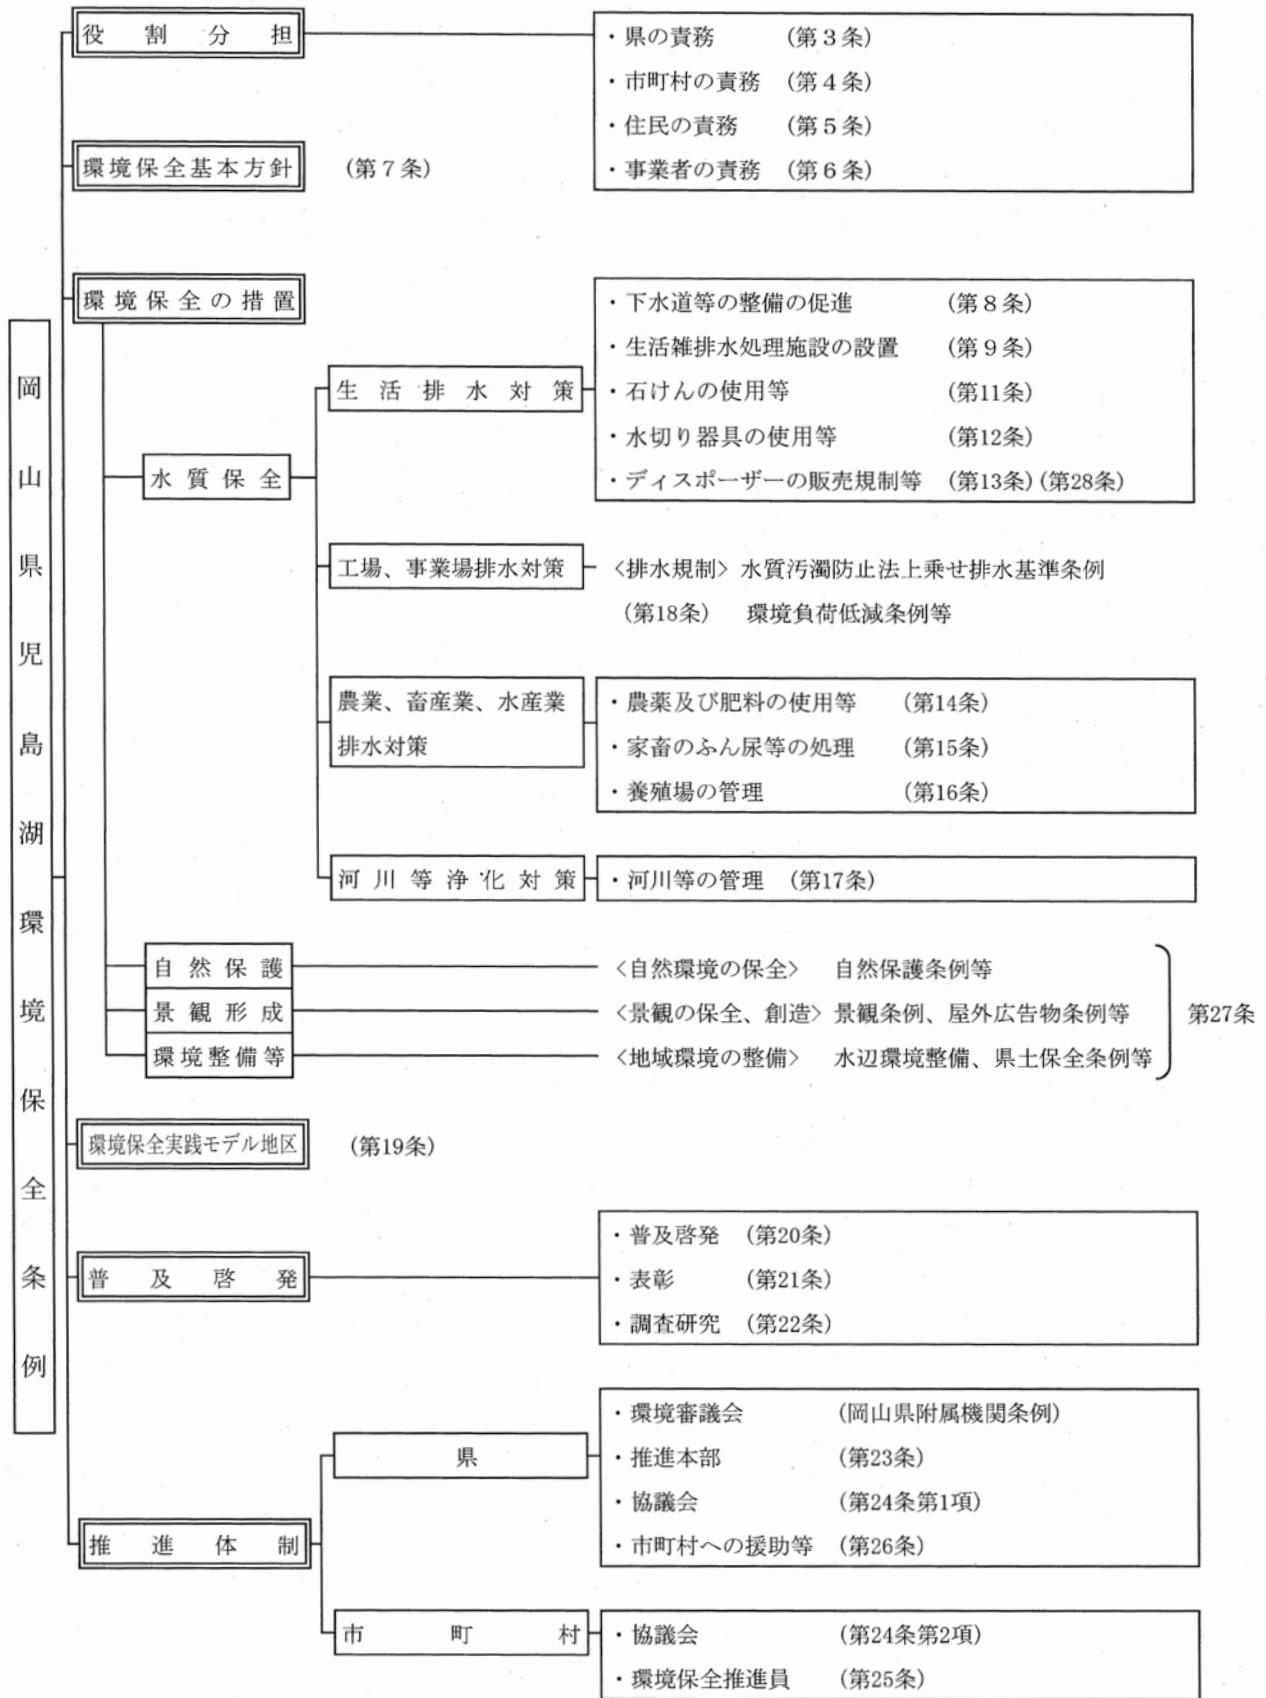 岡山県児島湖環境保全条例
役割分担
・県の責務 (第3条)
・市町村の責務 (第4条)
・住民の責務 (第5条)
・事業者の責務 (第6条)
環境保全基本方針 (第7条)
環境保全の措置
水質保全
生活排水対策
・下水道等の整備の促進 (第8条)
・生活雑排水処理施設の設置 (第9条)
・石けんの使用等 (第11条)
・水切り器具の使用等 (第12条)
・ディスポーザーの販売規制等 (第13条)(第28条)
工場、事業場排水対策
<排水規制> 水質汚濁防止法上乗せ排水基準条例
(第18条) 環境負荷低減条例等
農業、畜産業、水産業
排水対策
・農薬及び肥料の使用等 (第14条)
・家畜のふん尿等の処理 (第15条)
・養殖場の管理 (第16条)
河川等浄化対策
・河川等の管理 (第17条)
自然保護 <自然環境の保全> 自然保護条例等
景観形成 <景観の保全、創造> 景観条例、屋外広告物条例等
環境整備等 <地域環境の整備> 水辺環境整備、県土保全条例等
第27条
環境保全実践モデル地区 (第19条)
普及啓発
・普及啓発 (第20条)
・表彰 (第21条)
・調査研究 (第22条)
推進体制
県
・環境審議会 (岡山県附属機関条例)
・推進本部 (第23条)
・協議会 (第24条第1項)
・市町村への援助等 (第26条)
市町村
・協議会 (第24条第2項)
・環境保全推進員 (第25条)